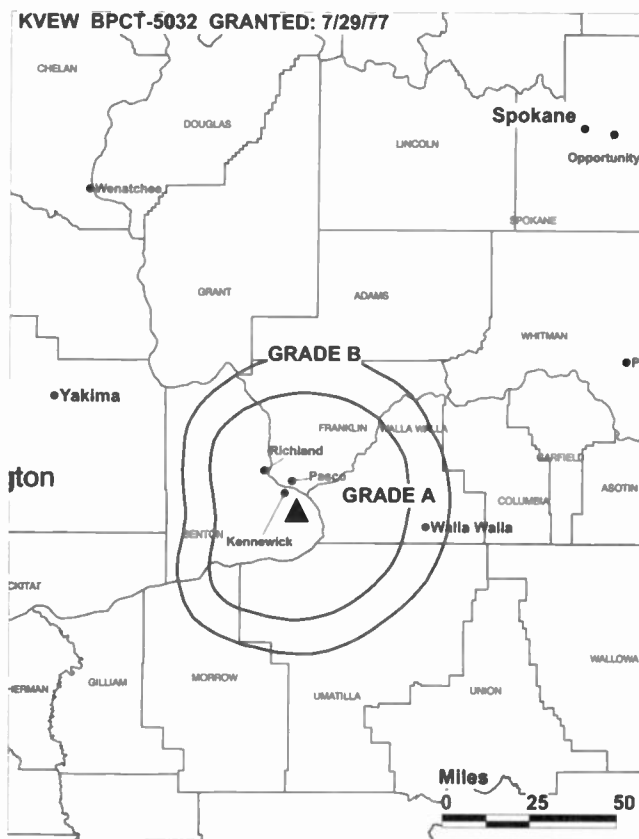 KVEW BPCT-5032 GRANTED: 7/29/77
CHELAN
DOUGLAS
Spokane
LINCOLN
Opportunity
Wenatchee
SPOKANE
GRANT
ADAMS
WHITMAN
GRADE B
P
Yakima
FRANKLIN
WALLA WALLA
Richland
GARFIELD
gton
Pasco
ASOTIN
GRADE A
COLUMBIA
Walla Walla
BENTON
Kennewick
CKITAT
WALLOWA
HERMAN
GILLIAM
MORROW
UMATILLA
UNION
Miles
0 25 50